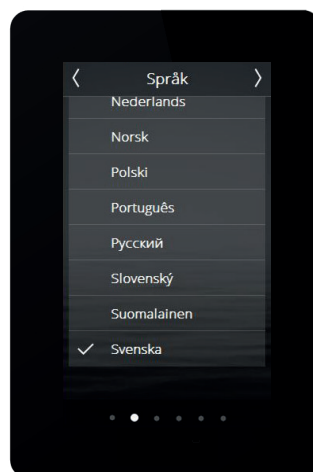 Språk
Nederlands
Norsk
Polski
Português
Русский
Slovenský
Suomalainen
Svenska